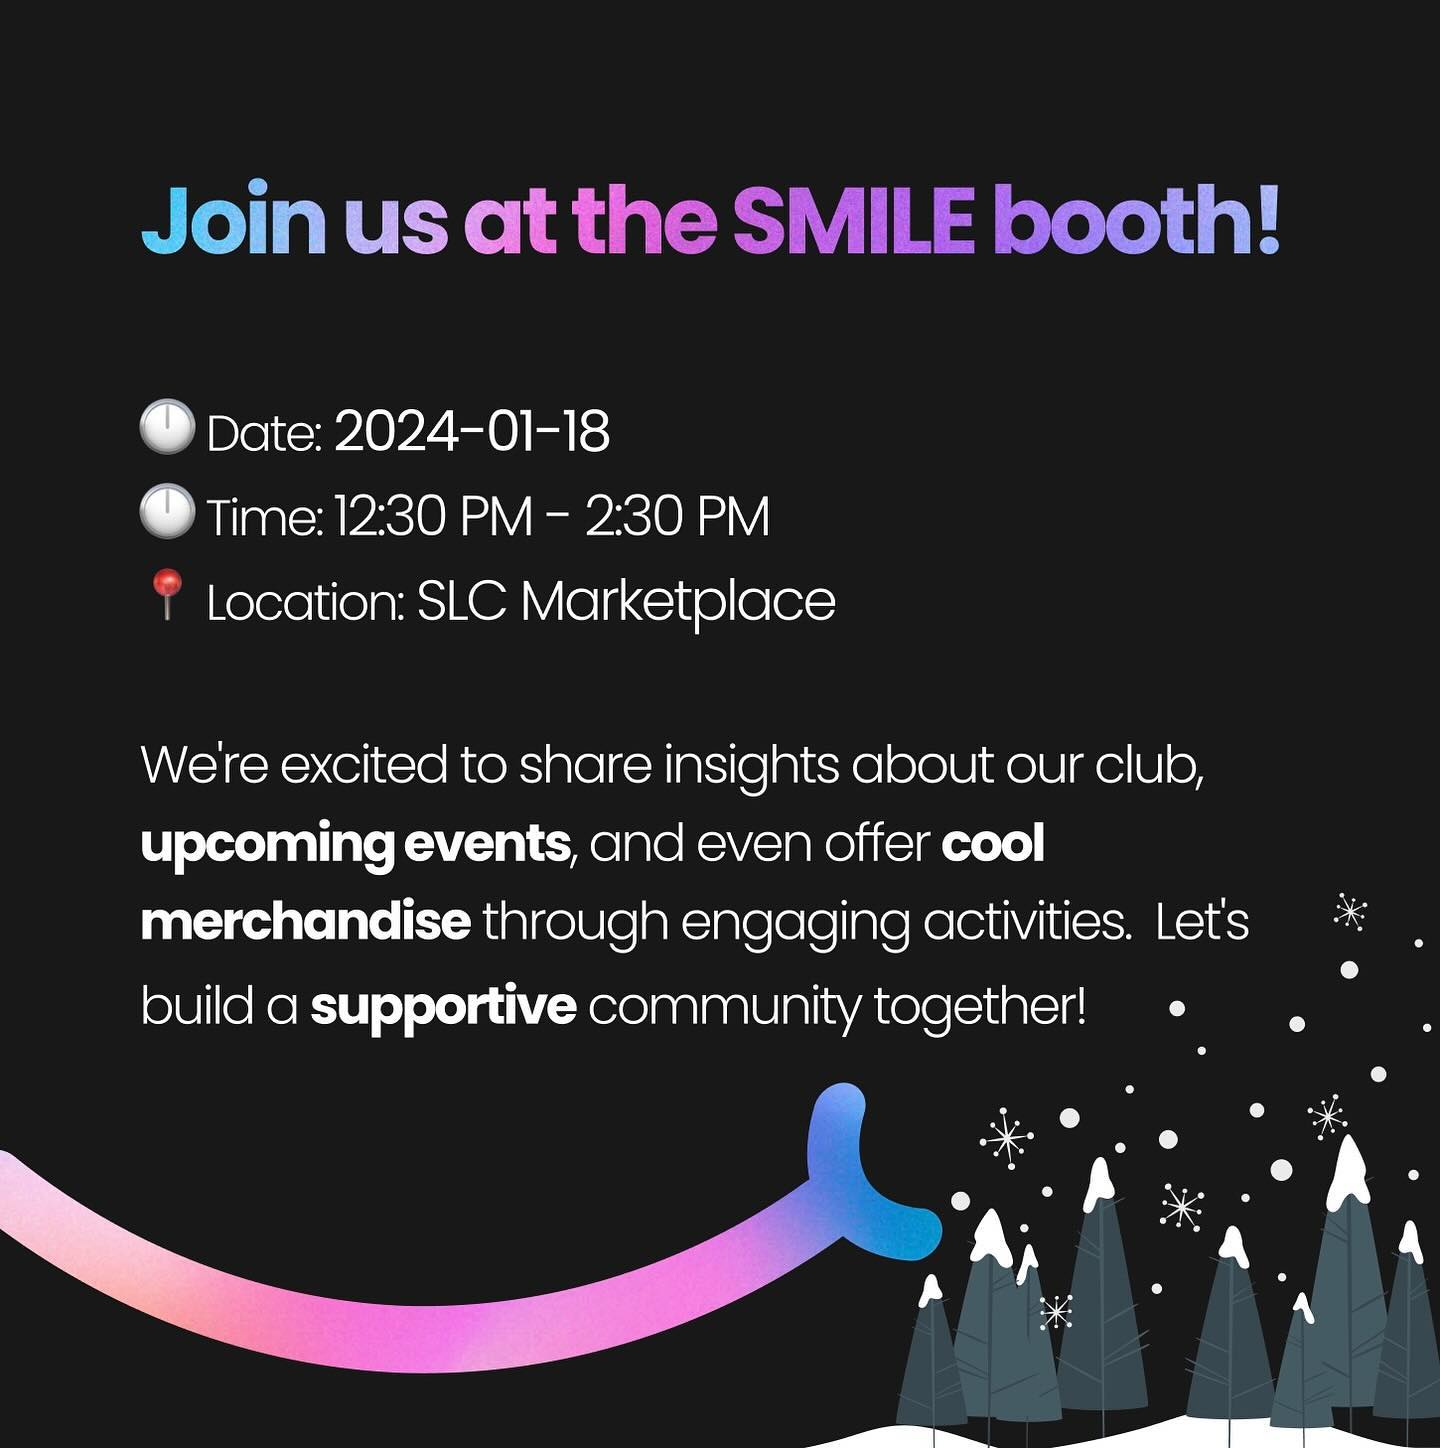 Join us at the SMILE booth!
Date: 2024-01-18
Time: 12:30 PM - 2:30 PM
Location: SLC Marketplace
We're excited to share insights about our club,
upcoming events, and even offer cool
merchandise through engaging activities. Let's
build a supportive community together!